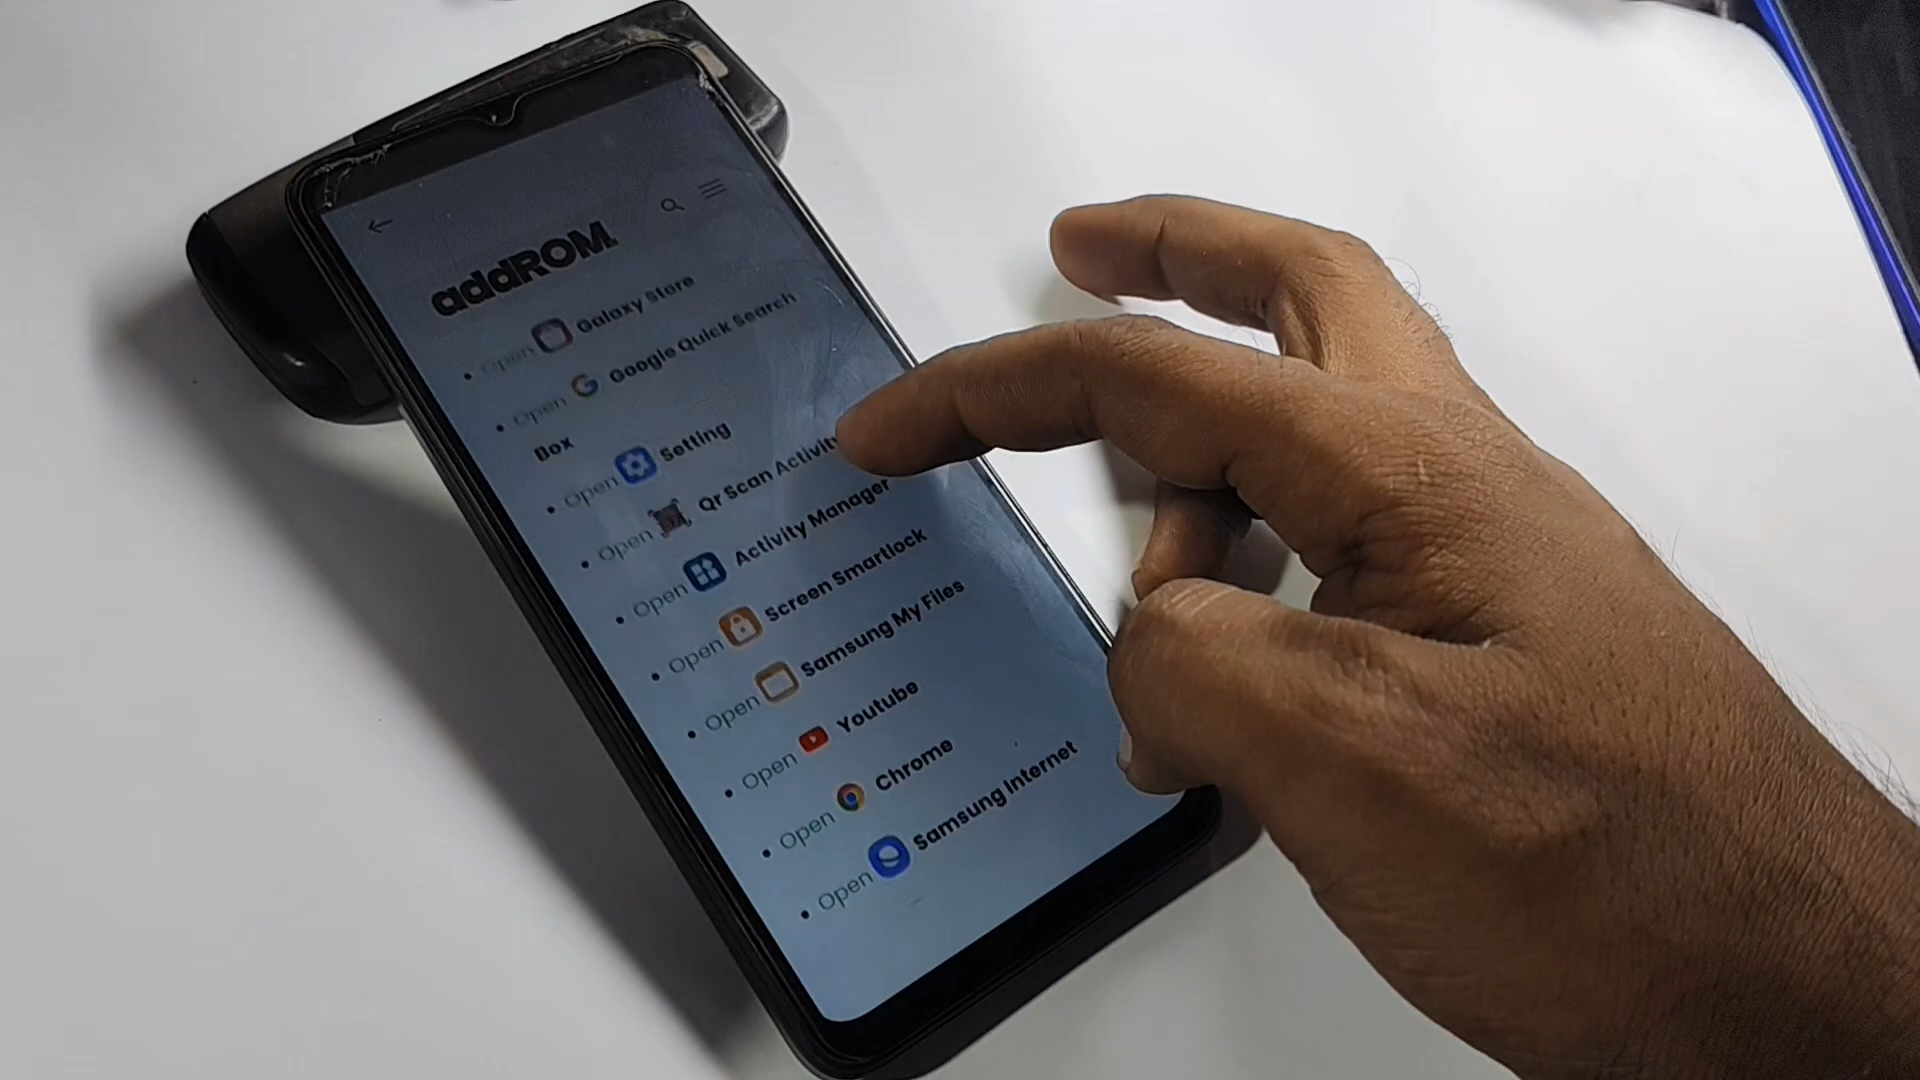 addROM.
Open Galaxy Store
Open Google Quick Search
Box
Open Setting
Open Qr Scan Activity
Open Activity Manager
Open Screen Smartlock
Open Samsung My Files
Open Youtube
Open Chrome
Open Samsung Internet